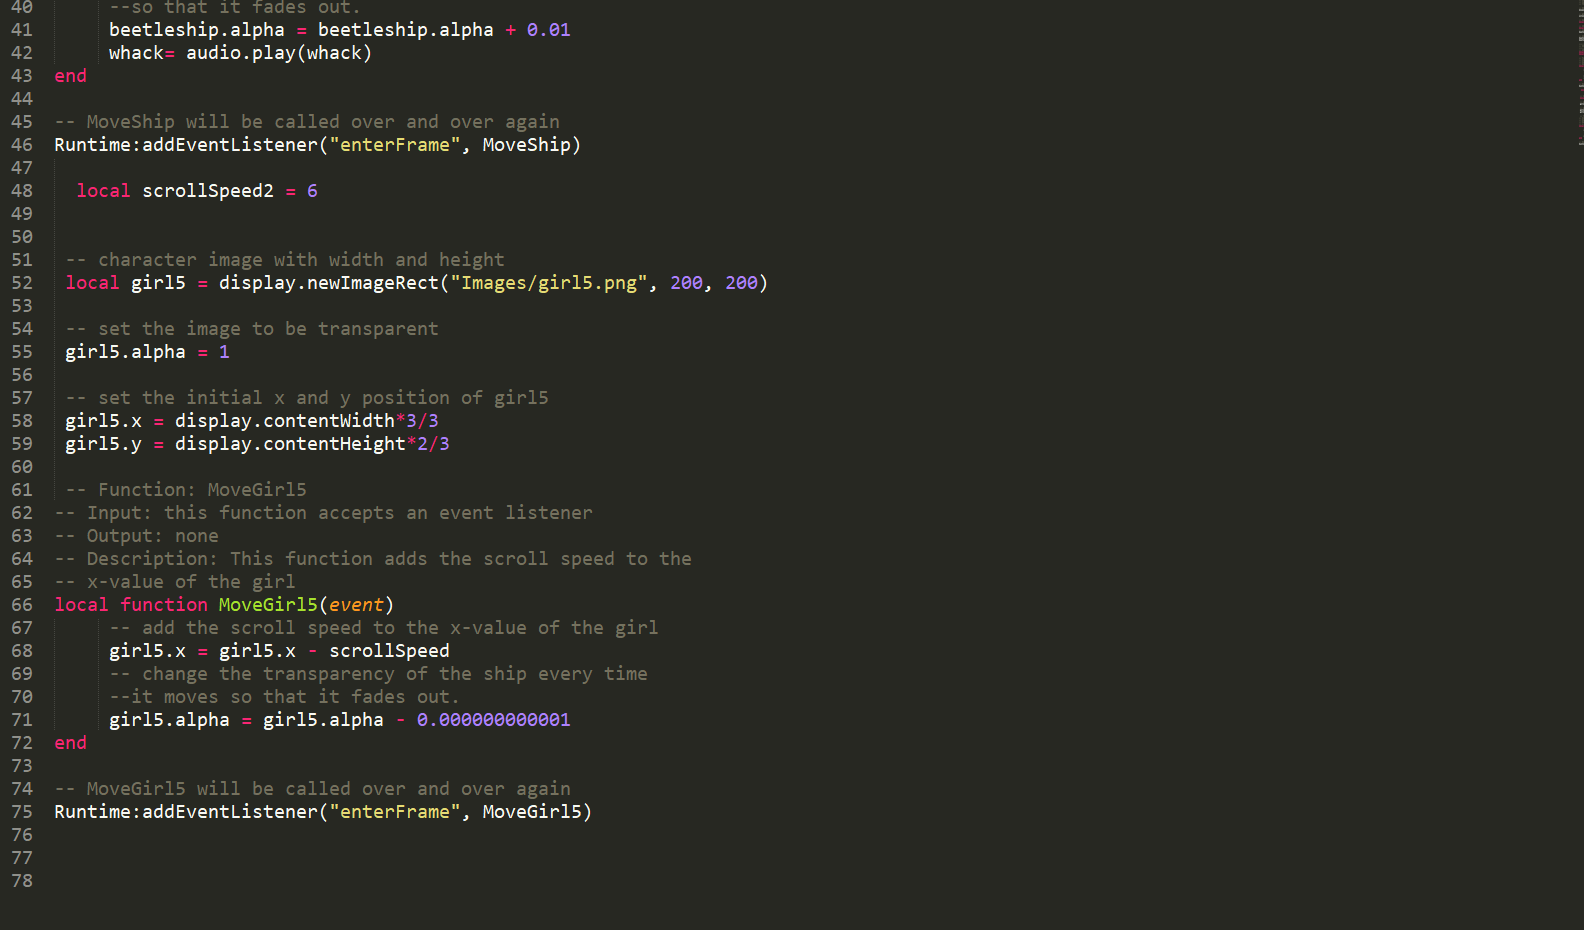 40 --so that it fades out.
41 beetleship.alpha = beetleship.alpha + 0.01
42 whack= audio.play(whack)
43 end
44
45 -- MoveShip will be called over and over again
46 Runtime:addEventListener("enterFrame", MoveShip)
47
48 local scrollSpeed2 = 6
49
50
51 -- character image with width and height
52 local girl5 = display.newImageRect("Images/girl5.png", 200, 200)
53
54 -- set the image to be transparent
55 girl5.alpha = 1
56
57 -- set the initial x and y position of girl5
58 girl5.x = display.contentWidth*3/3
59 girl5.y = display.contentHeight*2/3
60
61 -- Function: MoveGirl5
62 -- Input: this function accepts an event listener
63 -- Output: none
64 -- Description: This function adds the scroll speed to the
65 -- x-value of the girl
66 local function MoveGirl5(event)
67 -- add the scroll speed to the x-value of the girl
68 girl5.x = girl5.x - scrollSpeed
69 -- change the transparency of the ship every time
70 --it moves so that it fades out.
71 girl5.alpha = girl5.alpha - 0.000000000001
72 end
73
74 -- MoveGirl5 will be called over and over again
75 Runtime:addEventListener("enterFrame", MoveGirl5)
76
77
78